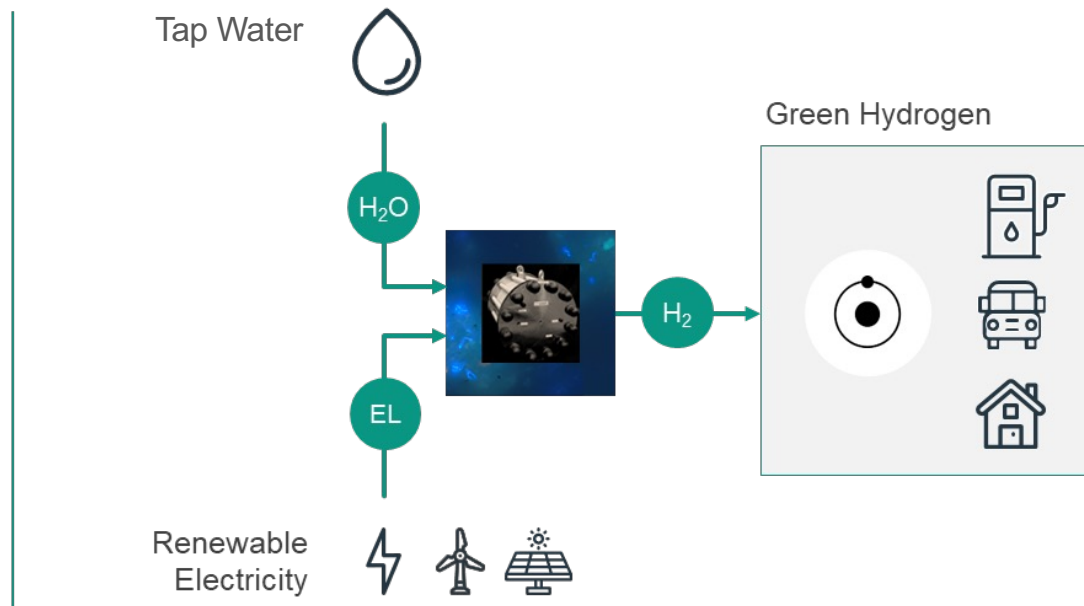 Tap Water
Green Hydrogen
H₂O
H₂
EL
Renewable
Electricity